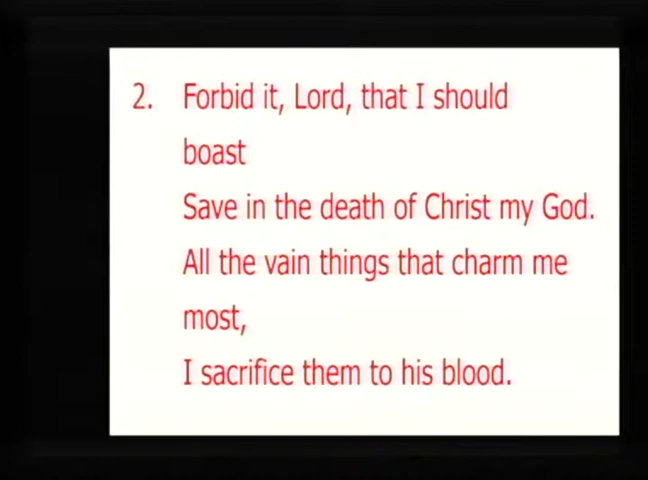 2. Forbid it, Lord, that I should
boast
Save in the death of Christ my God.
All the vain things that charm me
most,
I sacrifice them to his blood.